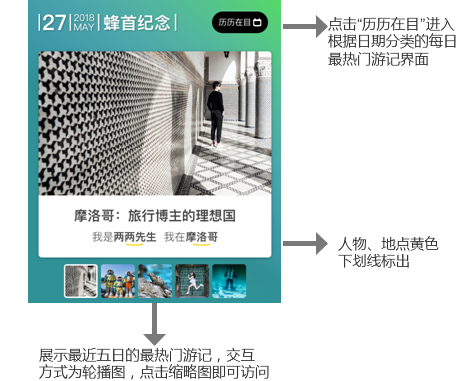 27 2018 MAY 蜂首纪念 历历在目
点击“历历在目”进入
根据日期分类的每日
最热门游记界面
摩洛哥：旅行博主的理想国
我是两两先生 我在摩洛哥
人物、地点黄色
下划线标出
展示最近五日的最热门游记，交互
方式为轮播图，点击缩略图即可访问